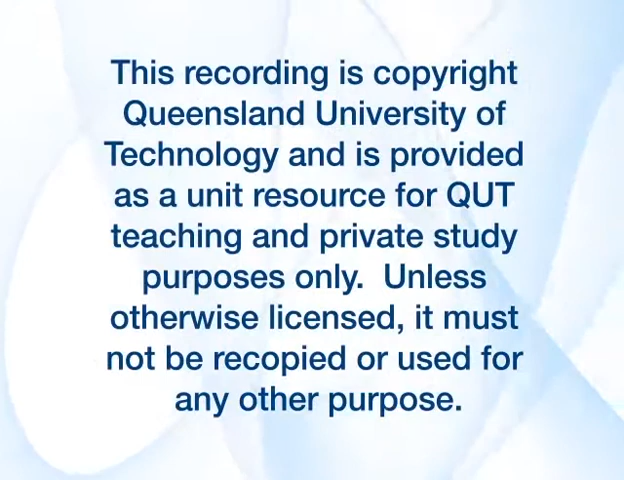 This recording is copyright
Queensland University of
Technology and is provided
as a unit resource for QUT
teaching and private study
purposes only.  Unless
otherwise licensed, it must
not be recopied or used for
any other purpose.